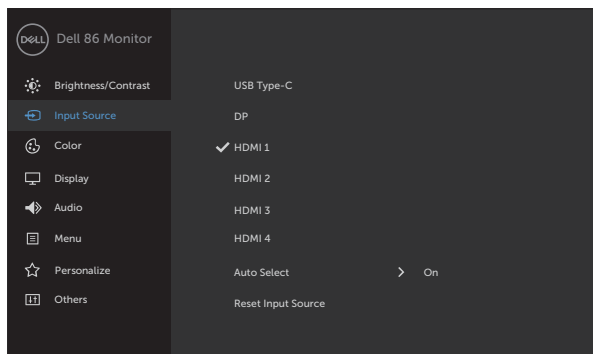 DELL Dell 86 Monitor
Brightness/Contrast USB Type-C
Input Source DP
Color HDMI 1
Display HDMI 2
Audio HDMI 3
Menu HDMI 4
Personalize Auto Select On
Others Reset Input Source